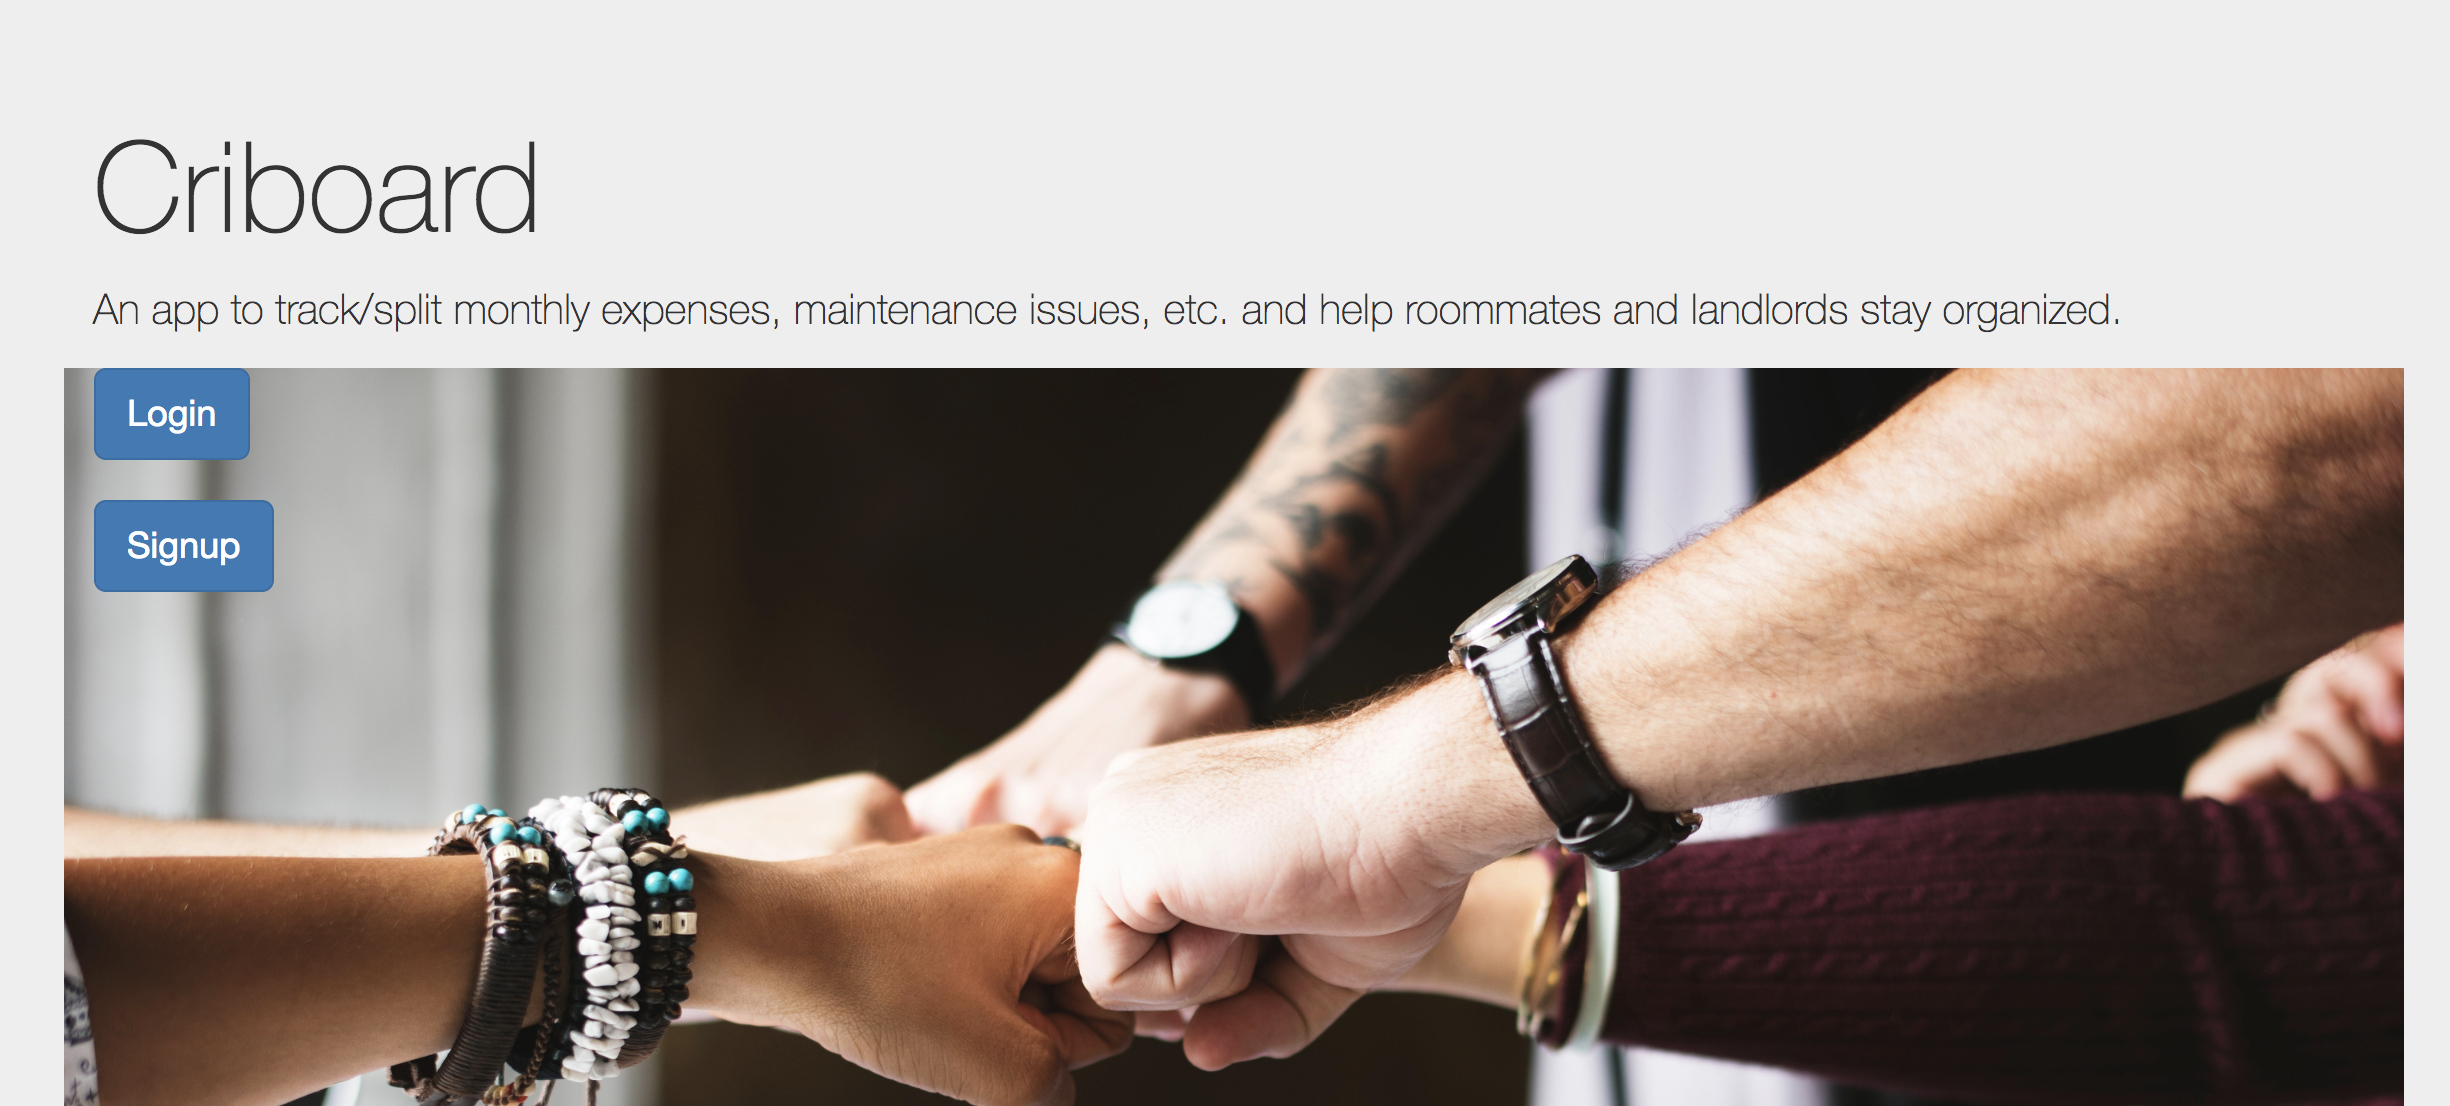 Criboard
An app to track/split monthly expenses, maintenance issues, etc. and help roommates and landlords stay organized.
Login
Signup